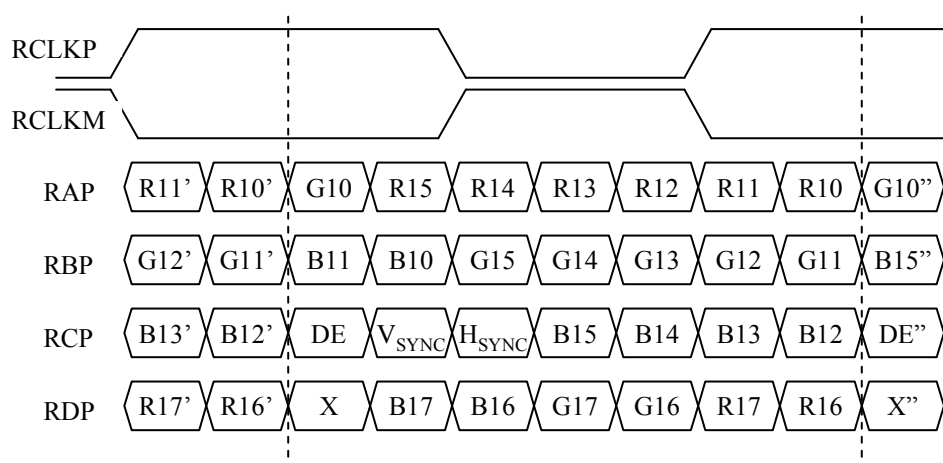 RCLKP
RCLKM
RAP R11’ R10’ G10 R15 R14 R13 R12 R11 R10 G10”
RBP G12’ G11’ B11 B10 G15 G14 G13 G12 G11 B15”
RCP B13’ B12’ DE VSYNC HSYNC B15 B14 B13 B12 DE”
RDP R17’ R16’ X B17 B16 G17 G16 R17 R16 X”